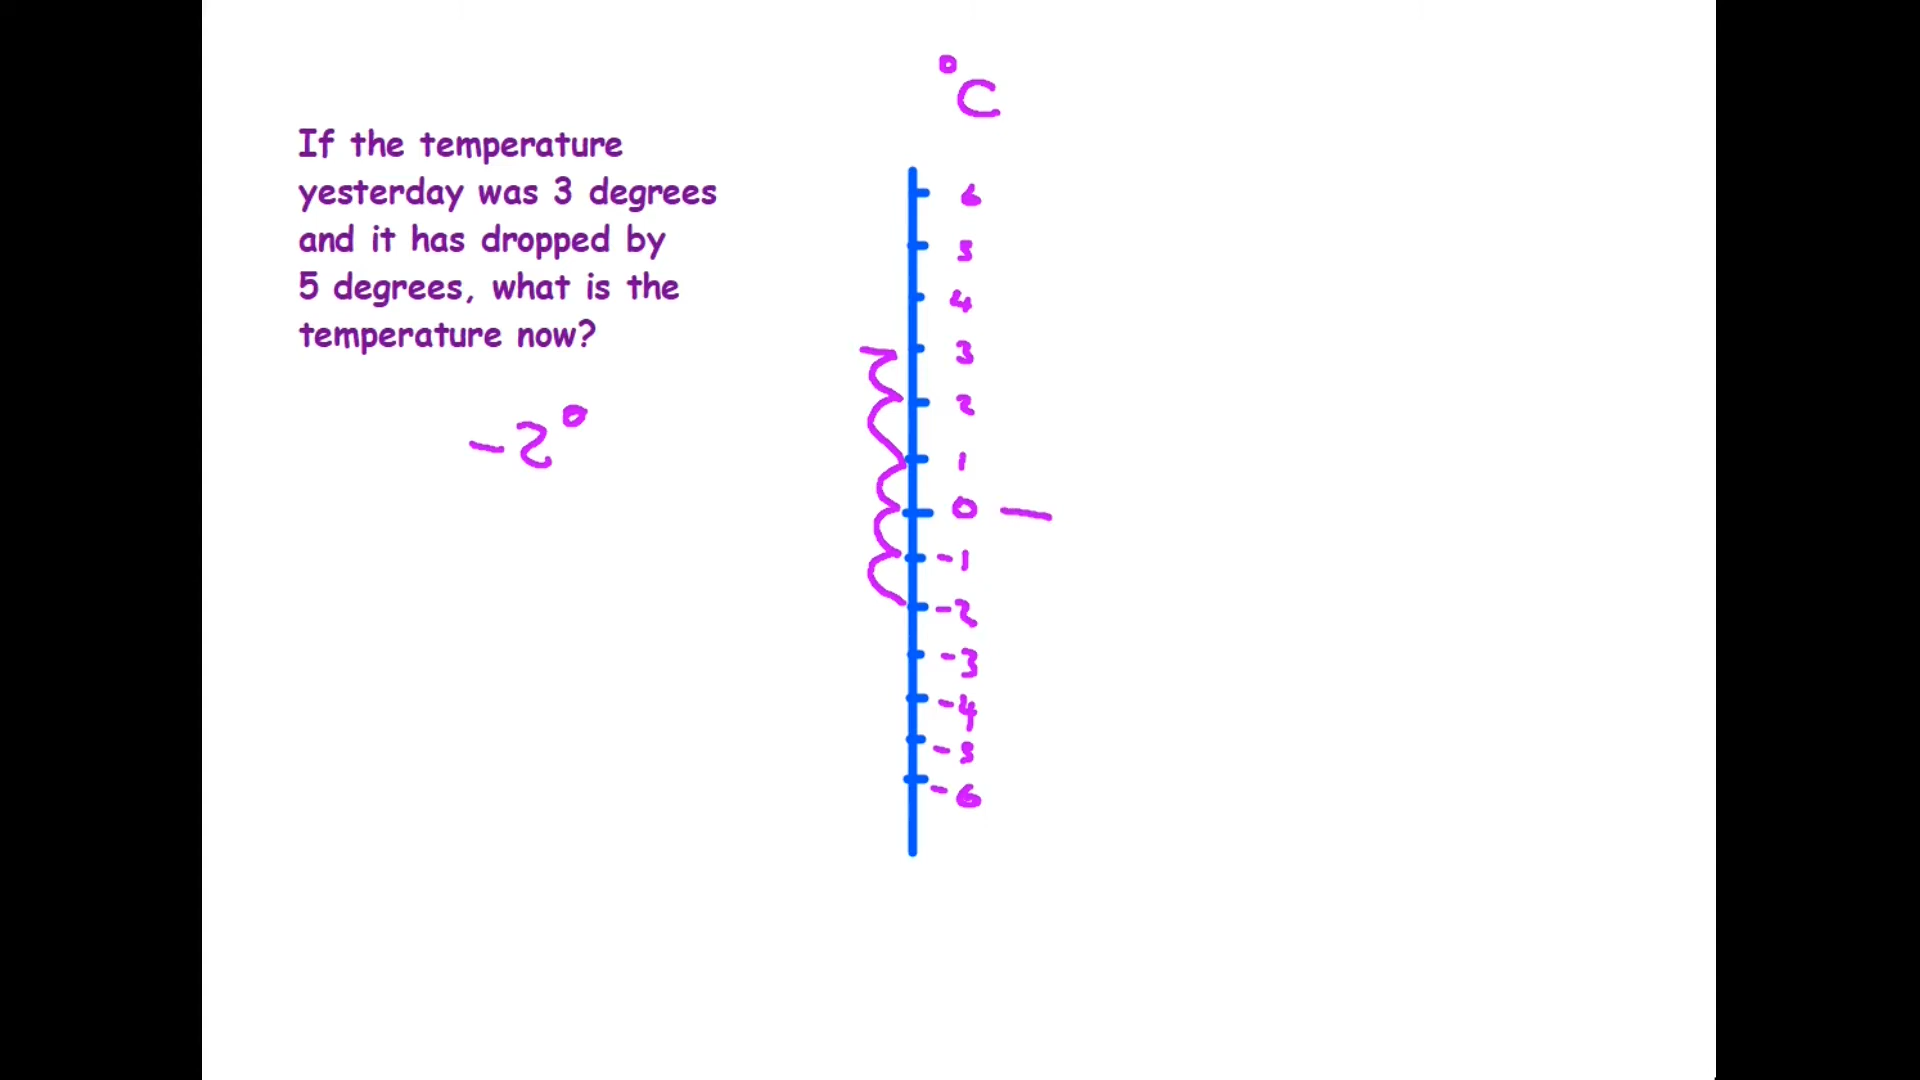 °C
If the temperature
yesterday was 3 degrees
and it has dropped by
5 degrees, what is the
temperature now?
-2°
6
5
4
3
2
1
0 —
-1
-2
-3
-4
-5
-6